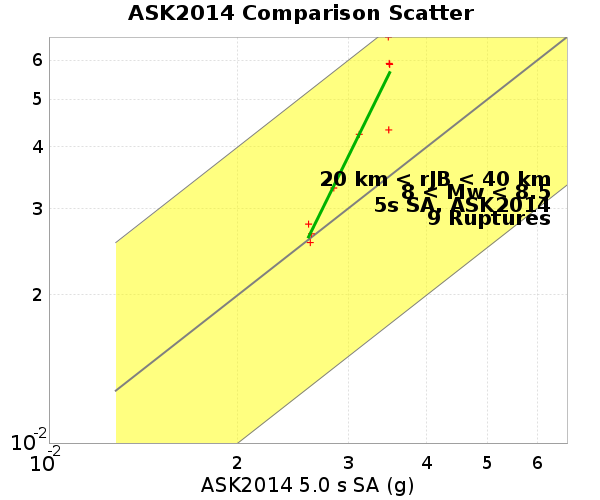 ASK2014 Comparison Scatter
6
5
4
3
2
10-2
20 km < rJB < 40 km
8 < Mw < 8.5
5s SA, ASK2014
9 Ruptures
10-2
2
3
4
5
6
ASK2014 5.0 s SA (g)